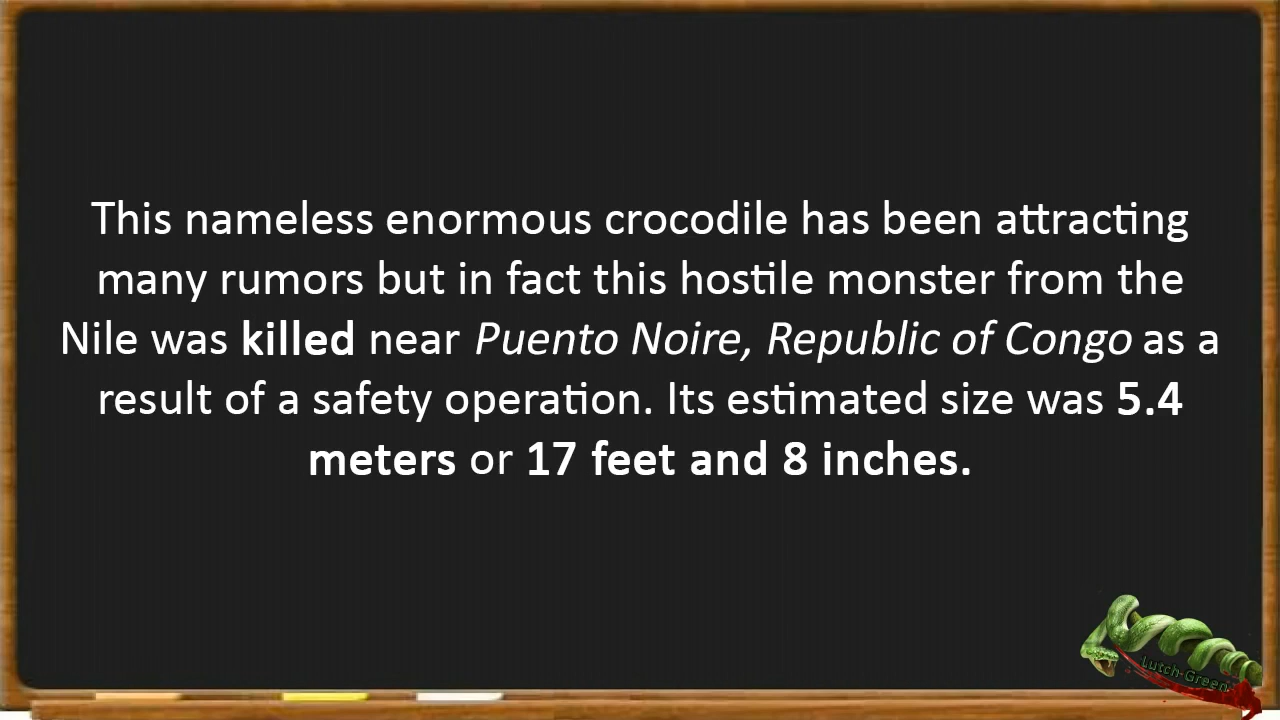 This nameless enormous crocodile has been attracting
many rumors but in fact this hostile monster from the
Nile was killed near Puento Noire, Republic of Congo as a
result of a safety operation. Its estimated size was 5.4
meters or 17 feet and 8 inches.
Lutch-Green